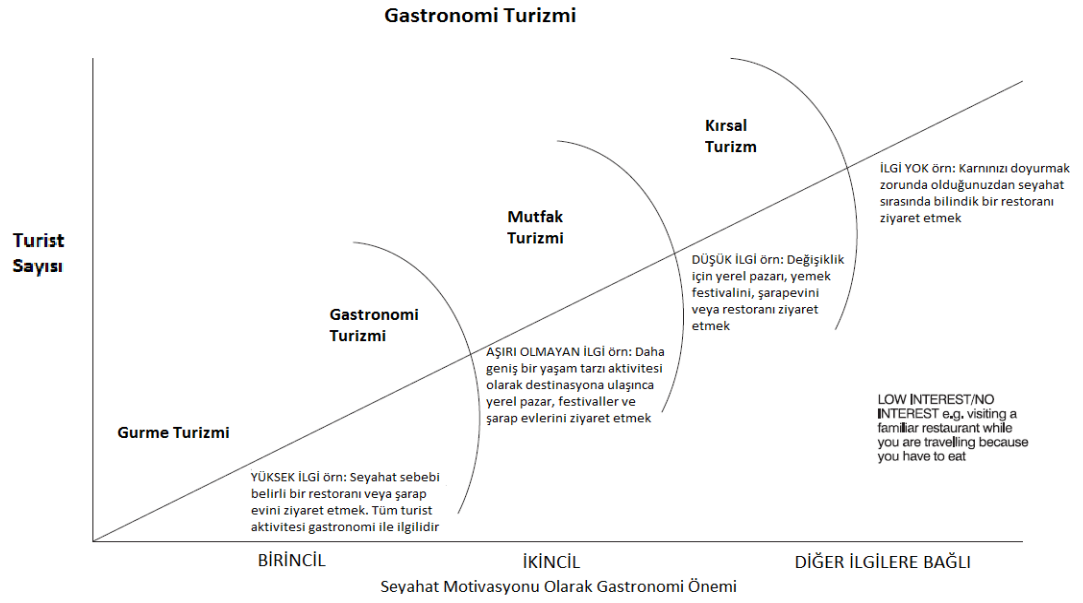 Gastronomi Turizmi
Turist
Sayısı
Gurme Turizmi
Gastronomi
Turizmi
Mutfak
Turizmi
Kırsal
Turizm
YÜKSEK İLGİ örn: Seyahat sebebi
belirli bir restoranı veya şarap
evini ziyaret etmek. Tüm turist
aktivitesi gastronomi ile ilgilidir
AŞIRI OLMAYAN İLGİ örn: Daha
geniş bir yaşam tarzı aktivitesi
olarak destinasyona ulaşınca
yerel pazar, festivaller ve
şarap evlerini ziyaret etmek
DÜŞÜK İLGİ örn: Değişiklik
için yerel pazarı, yemek
festivalini, şarapevini
veya restoranı ziyaret
etmek
İLGİ YOK örn: Karnınızı doyurmak
zorunda olduğunuzdan seyahat
sırasında bilindik bir restoranı
ziyaret etmek
LOW INTEREST/NO
INTEREST e.g. visiting a
familiar restaurant while
you are travelling because
you have to eat
BİRİNCİL
İKİNCİL
DİĞER İLGİLERE BAĞLI
Seyahat Motivasyonu Olarak Gastronomi Önemi